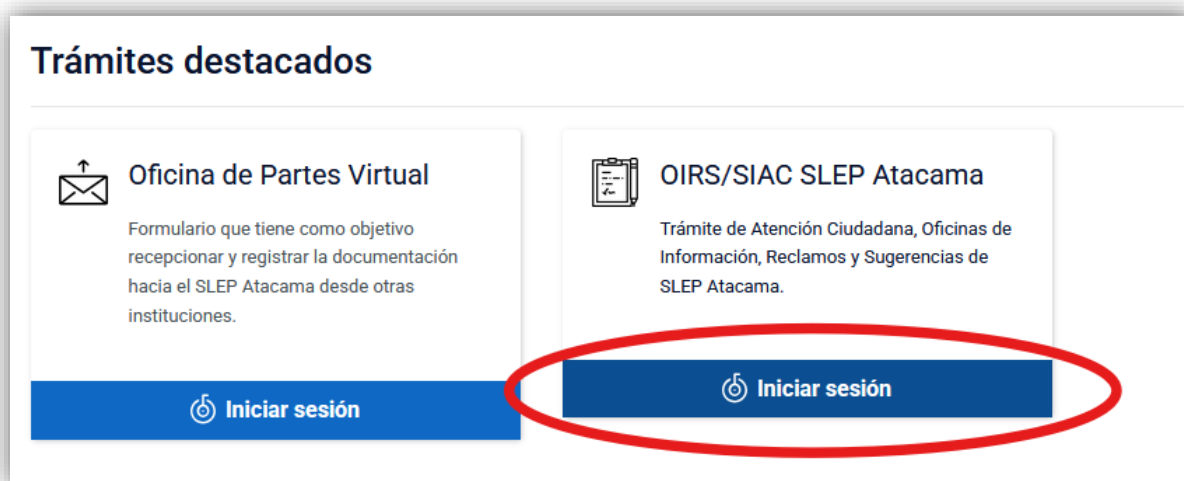 Trámites destacados
Oficina de Partes Virtual
Formulario que tiene como objetivo
recepcionar y registrar la documentación
hacia el SLEP Atacama desde otras
instituciones.
Iniciar sesión
OIRS/SIAC SLEP Atacama
Trámite de Atención Ciudadana, Oficinas de
Información, Reclamos y Sugerencias de
SLEP Atacama.
Iniciar sesión